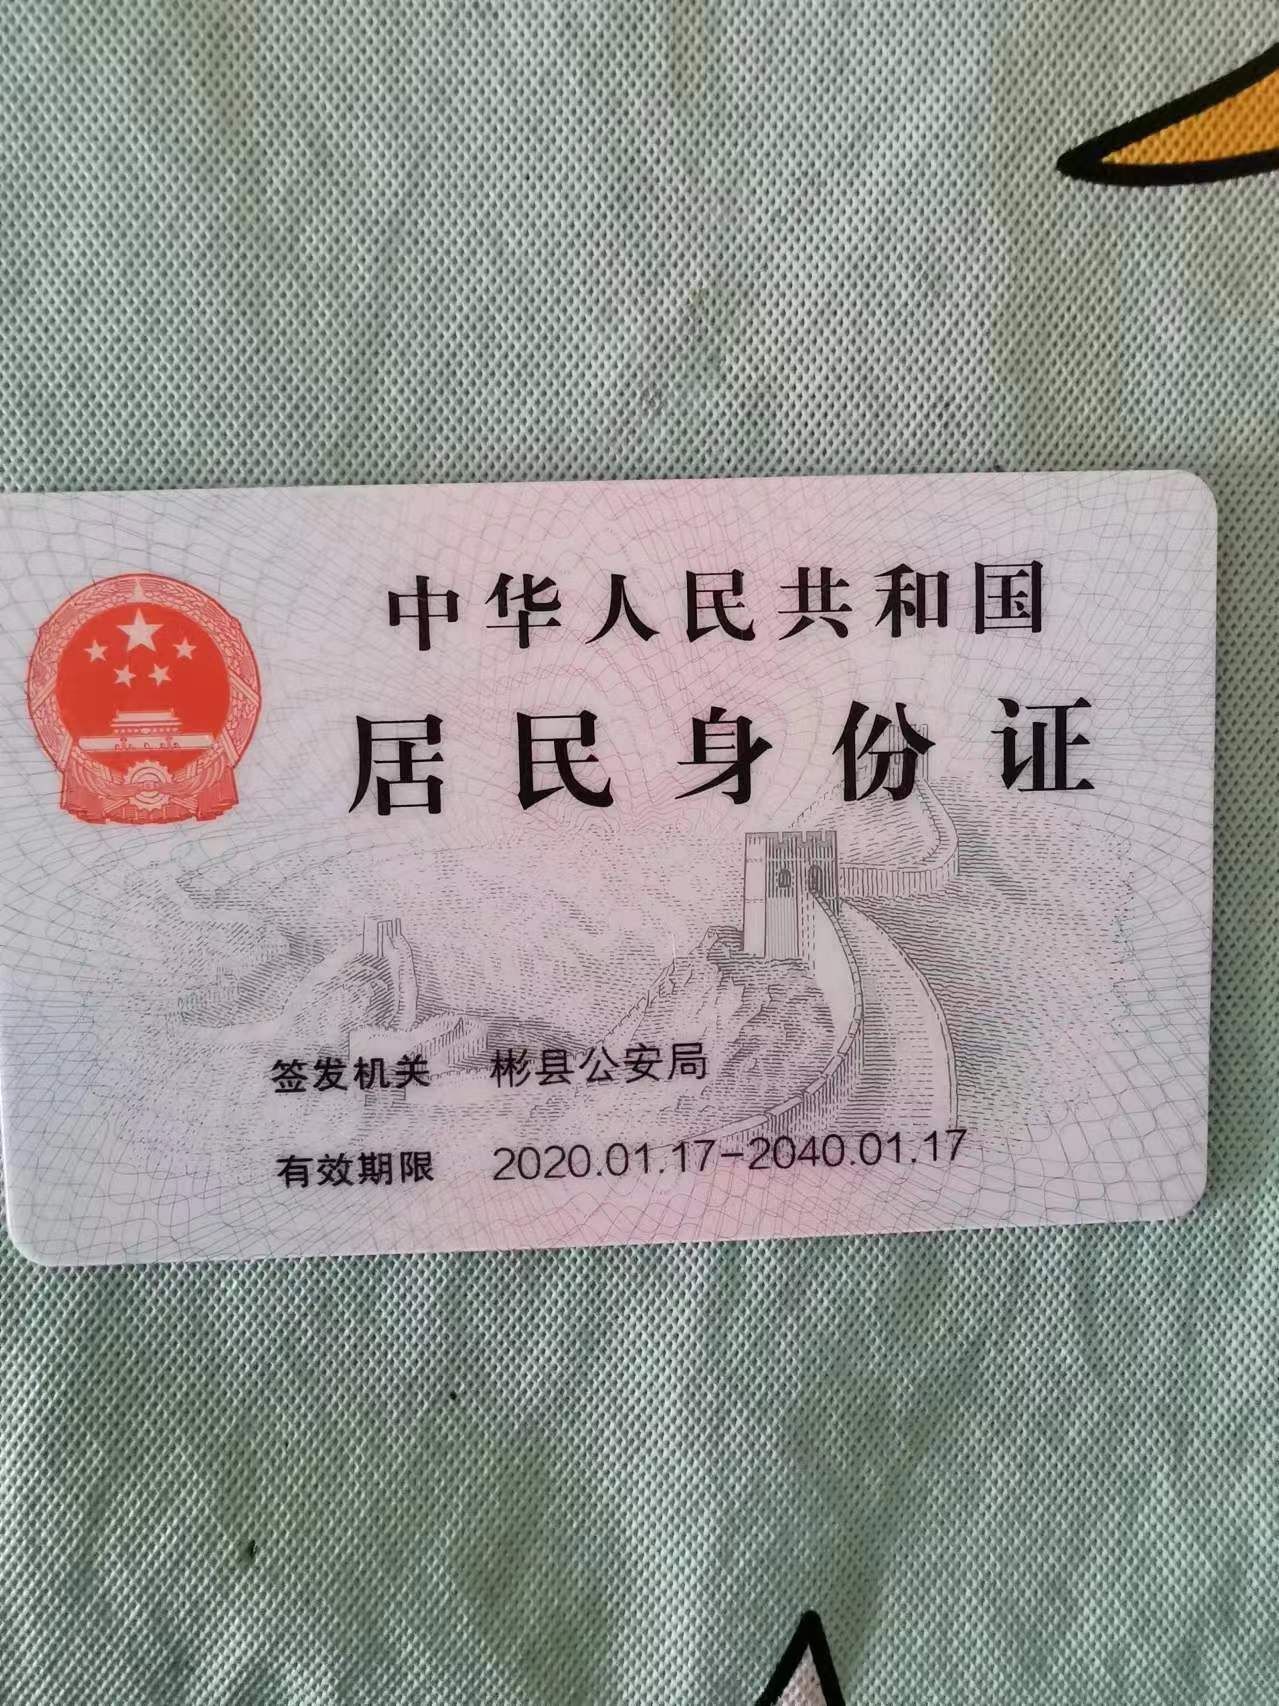 中华人民共和国
居民身份证
签发机关 彬县公安局
有效期限 2020.01.17-2040.01.17